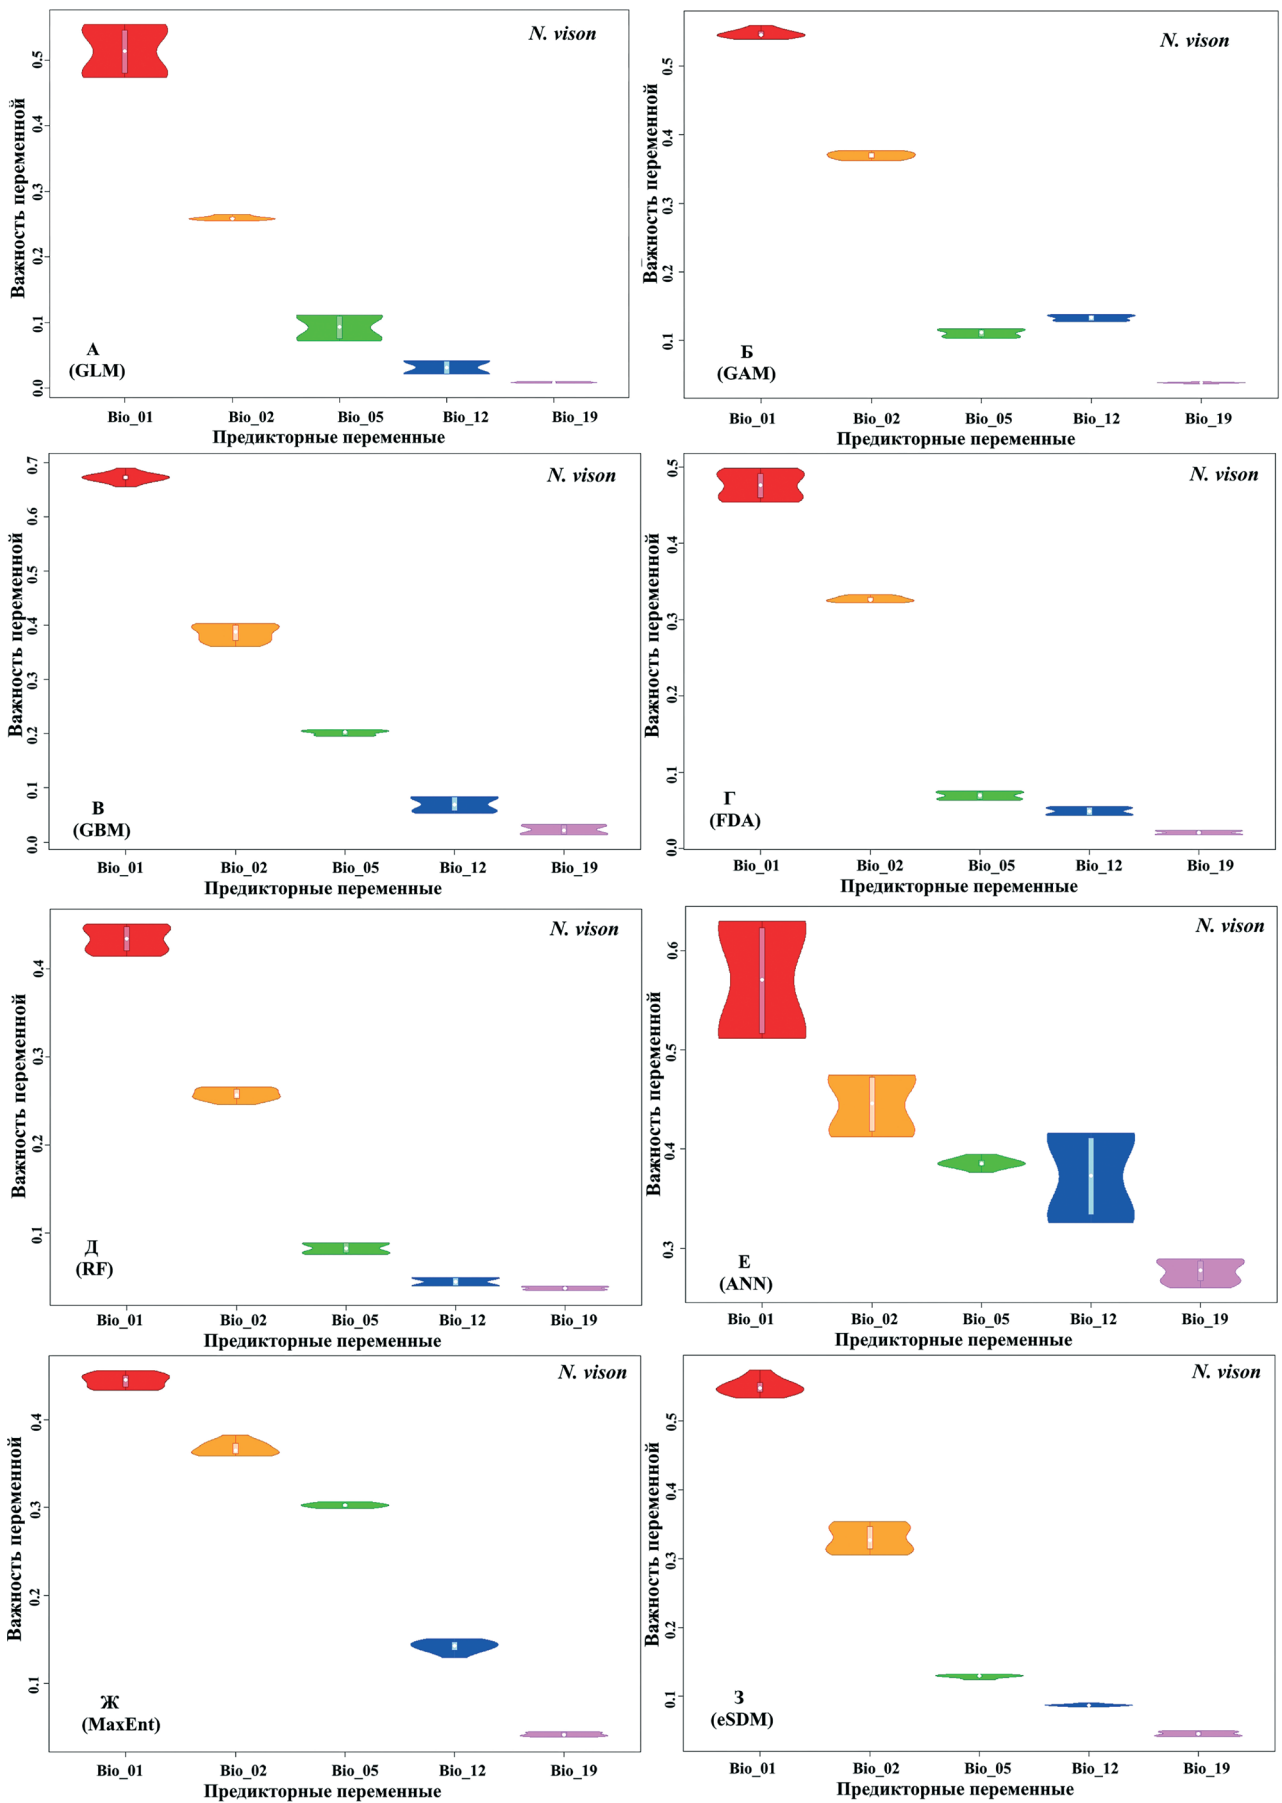 N. vison
Важность переменной
0.5
0.4
0.3
0.2
0.1
0.0
А
(GLM)
Bio_01 Bio_02 Bio_05 Bio_12 Bio_19
Предикторные переменные
N. vison
Важность переменной
0.5
0.4
0.3
0.2
0.1
Б
(GAM)
Bio_01 Bio_02 Bio_05 Bio_12 Bio_19
Предикторные переменные
N. vison
Важность переменной
0.7
0.6
0.5
0.4
0.3
0.2
0.1
0.0
В
(GBM)
Bio_01 Bio_02 Bio_05 Bio_12 Bio_19
Предикторные переменные
N. vison
Важность переменной
0.5
0.4
0.3
0.2
0.1
0.0
Г
(FDA)
Bio_01 Bio_02 Bio_05 Bio_12 Bio_19
Предикторные переменные
N. vison
Важность переменной
0.4
0.3
0.2
0.1
Д
(RF)
Bio_01 Bio_02 Bio_05 Bio_12 Bio_19
Предикторные переменные
N. vison
Важность переменной
0.6
0.5
0.4
0.3
Е
(ANN)
Bio_01 Bio_02 Bio_05 Bio_12 Bio_19
Предикторные переменные
N. vison
Важность переменной
0.4
0.3
0.2
0.1
Ж
(MaxEnt)
Bio_01 Bio_02 Bio_05 Bio_12 Bio_19
Предикторные переменные
N. vison
Важность переменной
0.5
0.4
0.3
0.2
0.1
З
(eSDM)
Bio_01 Bio_02 Bio_05 Bio_12 Bio_19
Предикторные переменные